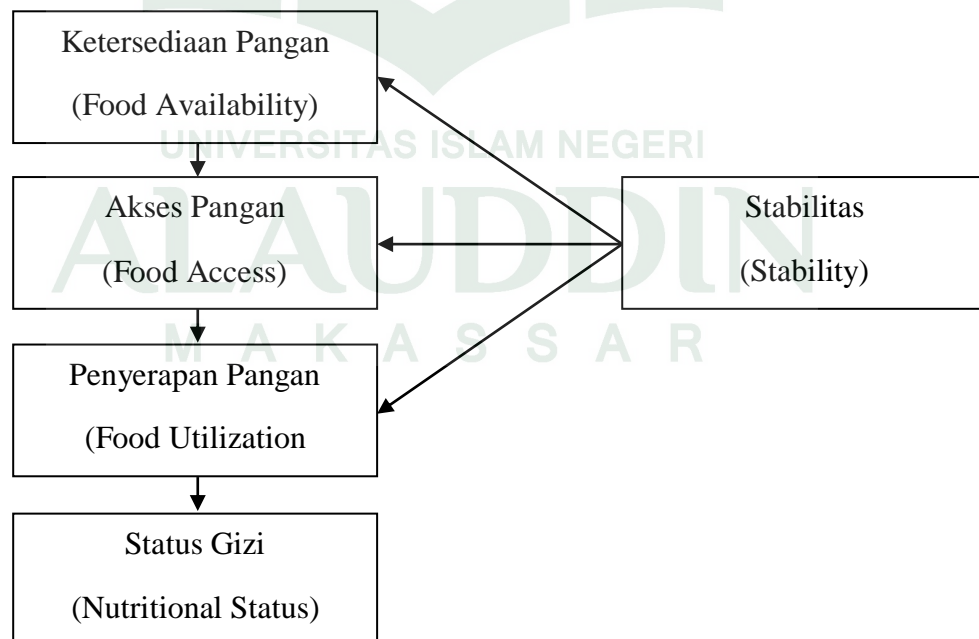 Ketersediaan Pangan
(Food Availability)
UNIVERSITAS ISLAM NEGERI
Akses Pangan
(Food Access)
Stabilitas
(Stability)
ALAUDDIN
MAKASSAR
Penyerapan Pangan
(Food Utilization
Status Gizi
(Nutritional Status)